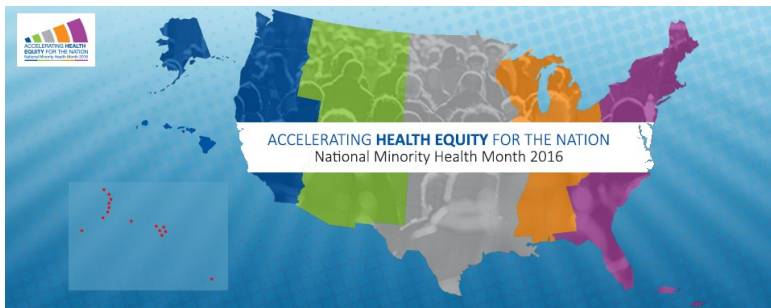 ACCELERATING HEALTH
EQUITY FOR THE NATION
National Minority Health Month 2016
ACCELERATING HEALTH EQUITY FOR THE NATION
National Minority Health Month 2016